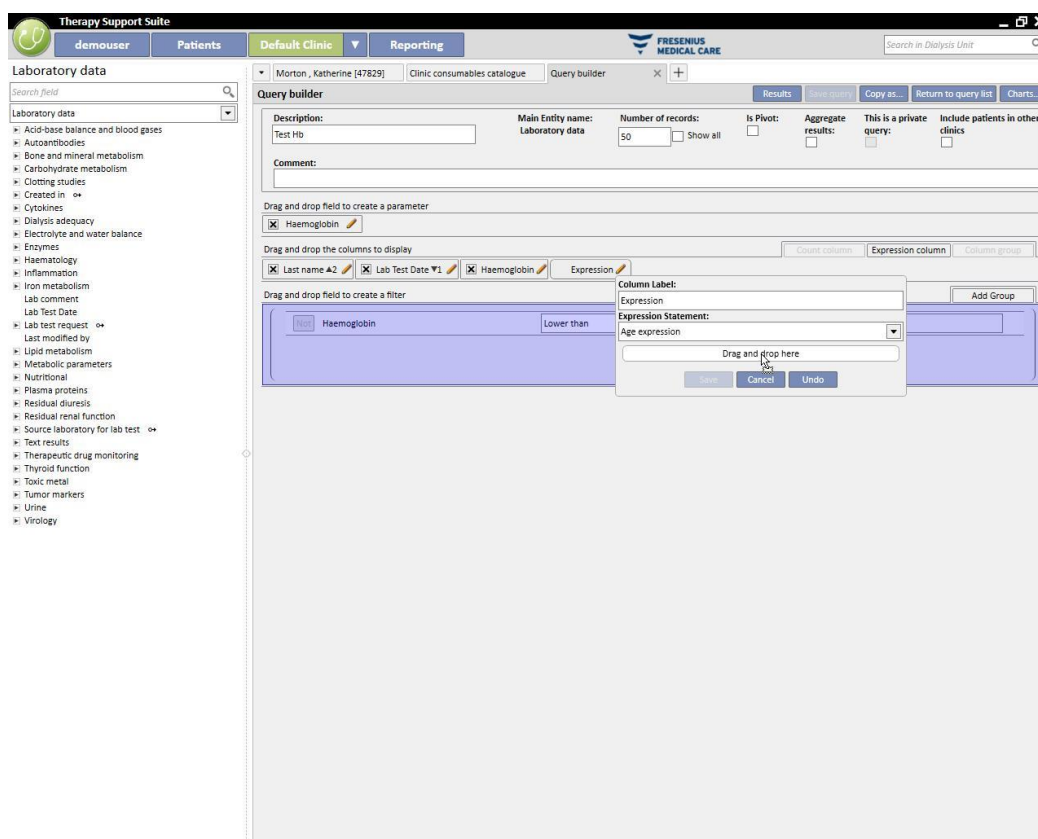 Therapy Support Suite
demouser Patients Default Clinic Reporting
FRESENIUS
MEDICAL CARE
Search in Dialysis Unit
Laboratory data
Search field
Laboratory data
Acid-base balance and blood gases
Autoantibodies
Bone and mineral metabolism
Carbohydrate metabolism
Clotting studies
Created in
Cytokines
Dialysis adequacy
Electrolyte and water balance
Enzymes
Haematology
Inflammation
Iron metabolism
Lab comment
Lab Test Date
Lab test request
Last modified by
Lipid metabolism
Metabolic parameters
Nutritional
Plasma proteins
Residual diuresis
Residual renal function
Source laboratory for lab test
Text results
Therapeutic drug monitoring
Thyroid function
Toxic metal
Tumor markers
Urine
Virology
Morton , Katherine [47829] Clinic consumables catalogue Query builder
Query builder
Results Save query Copy as... Return to query list Charts...
Description: Main Entity name: Number of records: Is Pivot: Aggregate results: This is a private query: Include patients in other clinics
Test Hb Laboratory data 50 Show all
Comment:
Drag and drop field to create a parameter
Haemoglobin
Drag and drop the columns to display
Count column Expression column Column group
Last name ▲2 Lab Test Date ▼1 Haemoglobin Expression
Drag and drop field to create a filter
Add Group
Not Haemoglobin Lower than
Column Label:
Expression
Expression Statement:
Age expression
Drag and drop here
Save Cancel Undo